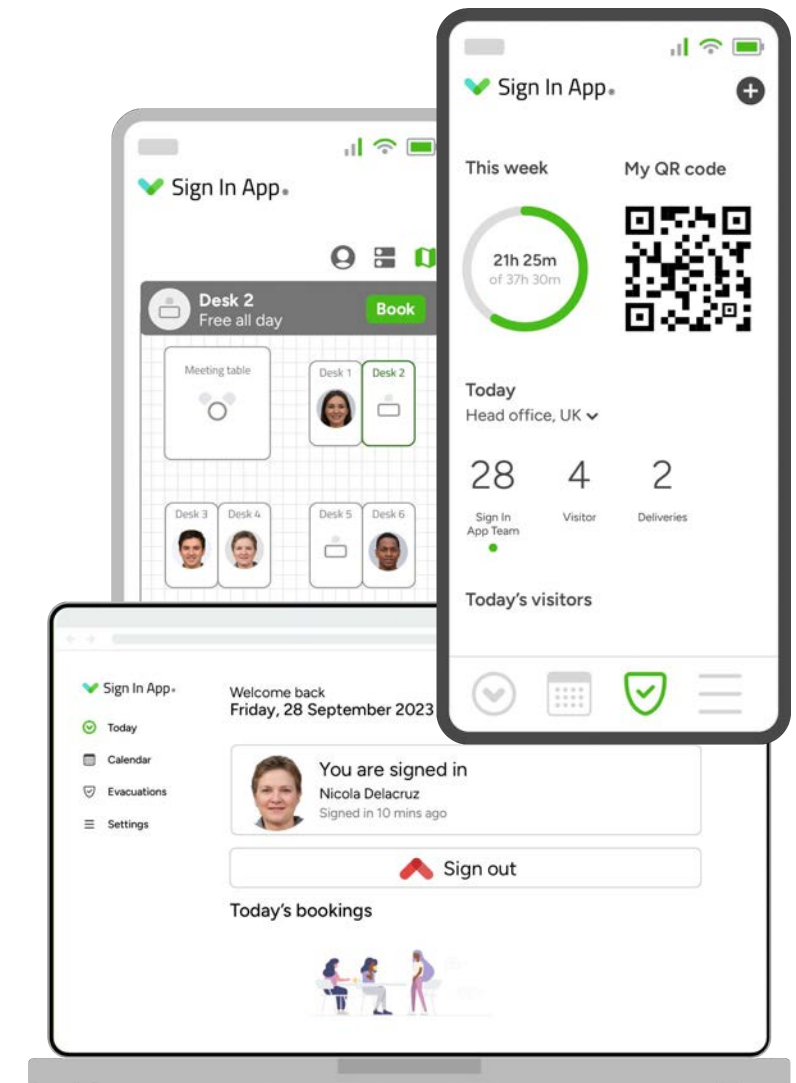 Sign In App®
This week
My QR code
21h 25m
of 37h 30m
Today
Head office, UK
28
4
2
Sign In
App Team
Visitor
Deliveries
Today's visitors
Sign In App®
Desk 2
Free all day
Book
Meeting table
Desk 1
Desk 2
Desk 3
Desk 4
Desk 5
Desk 6
Sign In App®
Today
Calendar
Evacuations
Settings
Welcome back
Friday, 28 September 2023
You are signed in
Nicola Delacruz
Signed in 10 mins ago
Sign out
Today's bookings